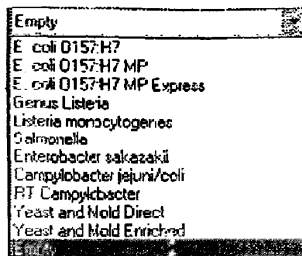 Empty
E. coli O157:H7
E. coli O157:H7 MP
E. coli O157:H7 MP Express
Genus Listeria
Listeria monocytogenes
Salmonella
Enterobacter sakazakii
Campylobacter jejuni/coli
RT Campylobacter
Yeast and Mold Direct
Yeast and Mold Enriched
Empty